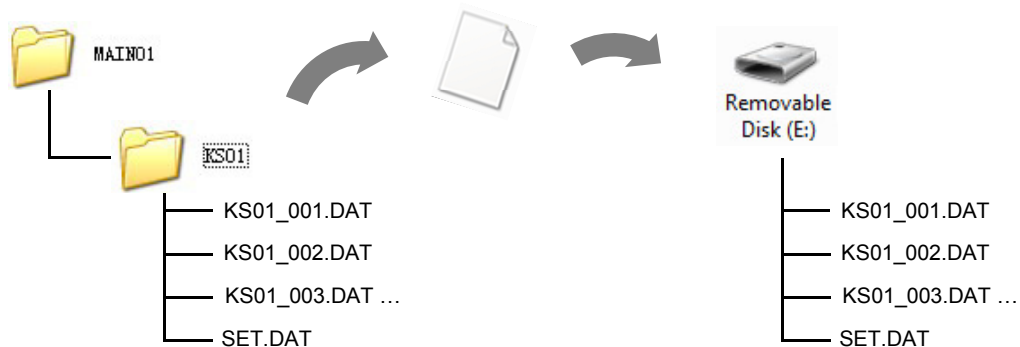 MAIN01
KS01
KS01_001.DAT
KS01_002.DAT
KS01_003.DAT …
SET.DAT
Removable
Disk (E:)
KS01_001.DAT
KS01_002.DAT
KS01_003.DAT …
SET.DAT